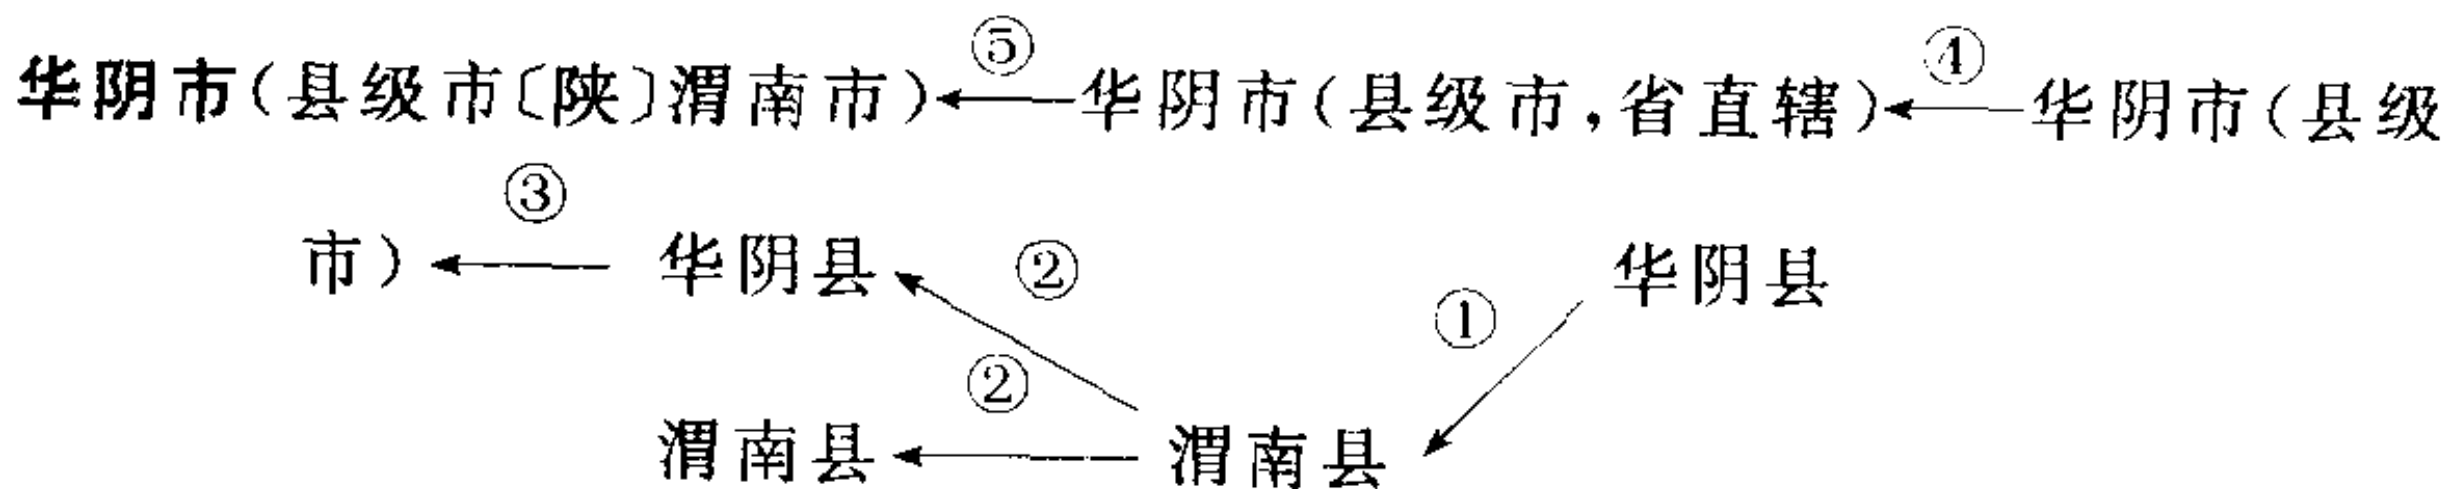 ⑤ ④
华阴市(县级市〔陕〕渭南市)←华阴市(县级市,省直辖)←华阴市(县级
③
市)← 华阴县 ② ① 华阴县
②
渭南县← 渭南县